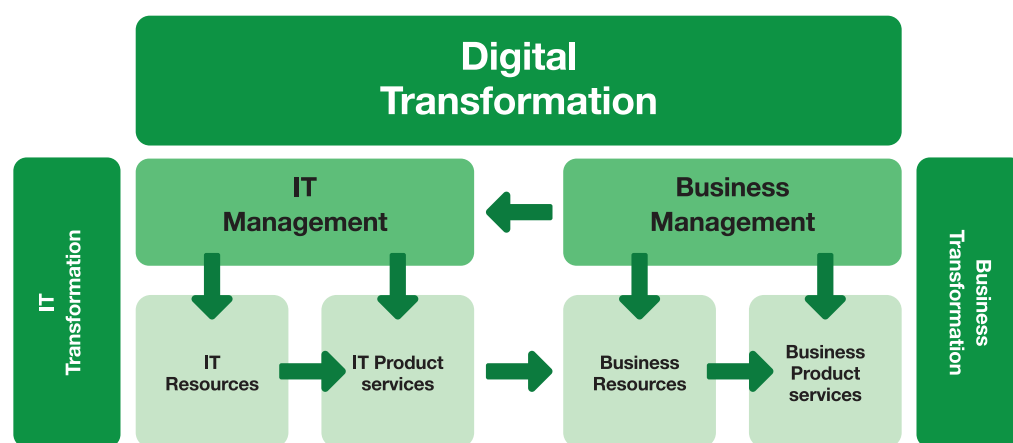 Digital
Transformation
IT
Management
Business
Management
IT
Transformation
Business
Transformation
IT
Resources
IT Product
services
Business
Resources
Business
Product
services